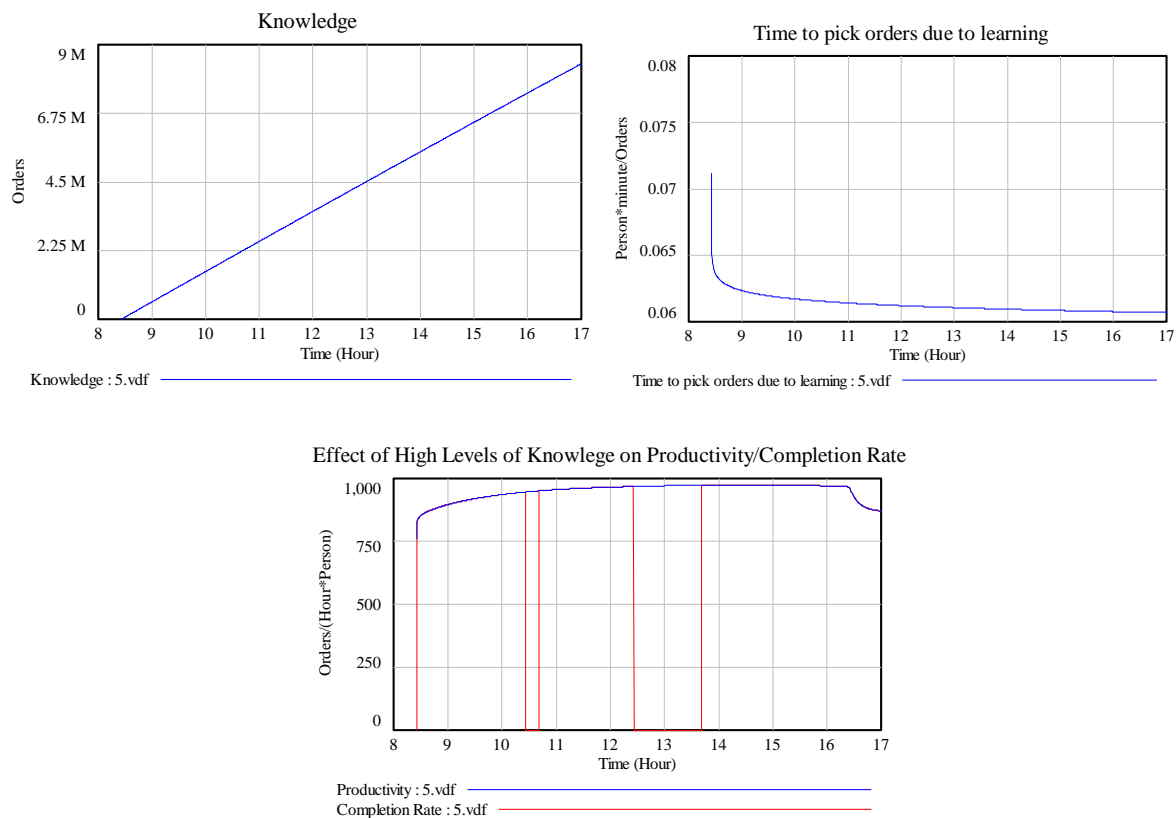 Knowledge
9 M
6.75 M
4.5 M
2.25 M
0
Orders
8 9 10 11 12 13 14 15 16 17
Time (Hour)
Knowledge : 5.vdf
Time to pick orders due to learning
0.08
0.075
0.07
0.065
0.06
Person*minute/Orders
8 9 10 11 12 13 14 15 16 17
Time (Hour)
Time to pick orders due to learning : 5.vdf
Effect of High Levels of Knowlege on Productivity/Completion Rate
1,000
750
500
250
0
Orders/(Hour*Person)
8 9 10 11 12 13 14 15 16 17
Time (Hour)
Productivity : 5.vdf
Completion Rate : 5.vdf